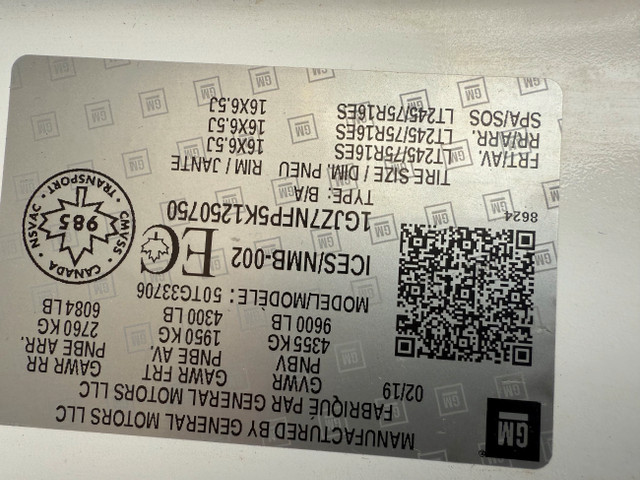 GM
MANUFACTURED BY GENERAL MOTORS LLC
FABRIQUÉ PAR GENERAL MOTORS LLC
02/19
GVWR GAWR FRT GAWR RR
PNBV PNBE AV. PNBE ARR.
4355 KG 1950 KG 2760 KG
9600 LB 4300 LB 6084 LB
MODEL/MODÈLE: 50TG33706
ICES/NMB-002
EC
CANADA • NSVAC • TRANSPORT • CMVSS
985
1GJZ7NFP5K1250750
8624
TYPE: B/A
TIRE SIZE / DIM. PNEU RIM / JANTE
FRT/AV. LT245/75R16ES 16X6.5J
RR/ARR. LT245/75R16ES 16X6.5J
SPA/SOS LT245/75R16ES 16X6.5J